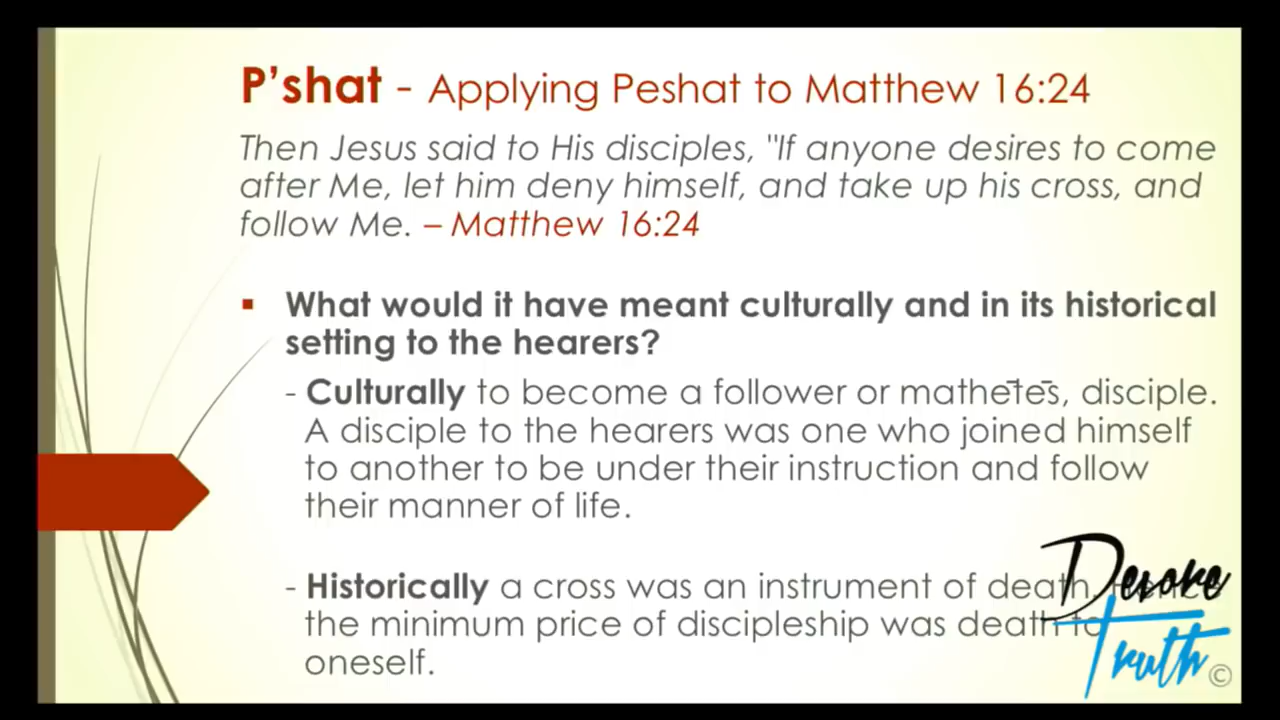 P'shat - Applying Peshat to Matthew 16:24
Then Jesus said to His disciples, "If anyone desires to come
after Me, let him deny himself, and take up his cross, and
follow Me. – Matthew 16:24
▪ What would it have meant culturally and in its historical
setting to the hearers?
- Culturally to become a follower or mathētēs, disciple.
A disciple to the hearers was one who joined himself
to another to be under their instruction and follow
their manner of life.
- Historically a cross was an instrument of death.
the minimum price of discipleship was death to
oneself.
Truth ©